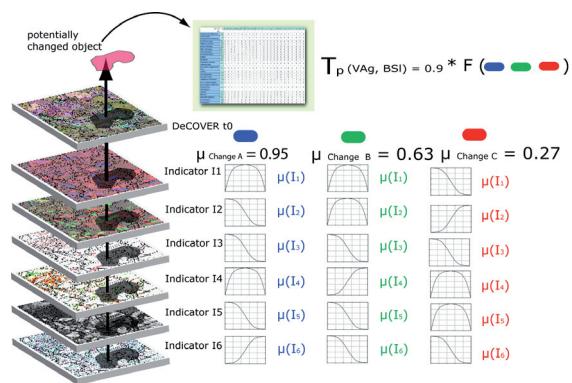 potentially
changed object
Tp (VAg, BSl) = 0.9 * F ( )
DeCOVER t0
μ Change A = 0.95 μ Change B = 0.63 μ Change C = 0.27
Indicator I1 μ(I₁) μ(I₁) μ(I₁)
Indicator I2 μ(I₂) μ(I₂) μ(I₂)
Indicator I3 μ(I₃) μ(I₃) μ(I₃)
Indicator I4 μ(I₄) μ(I₄) μ(I₄)
Indicator I5 μ(I₅) μ(I₅) μ(I₅)
Indicator I6 μ(I₆) μ(I₆) μ(I₆)